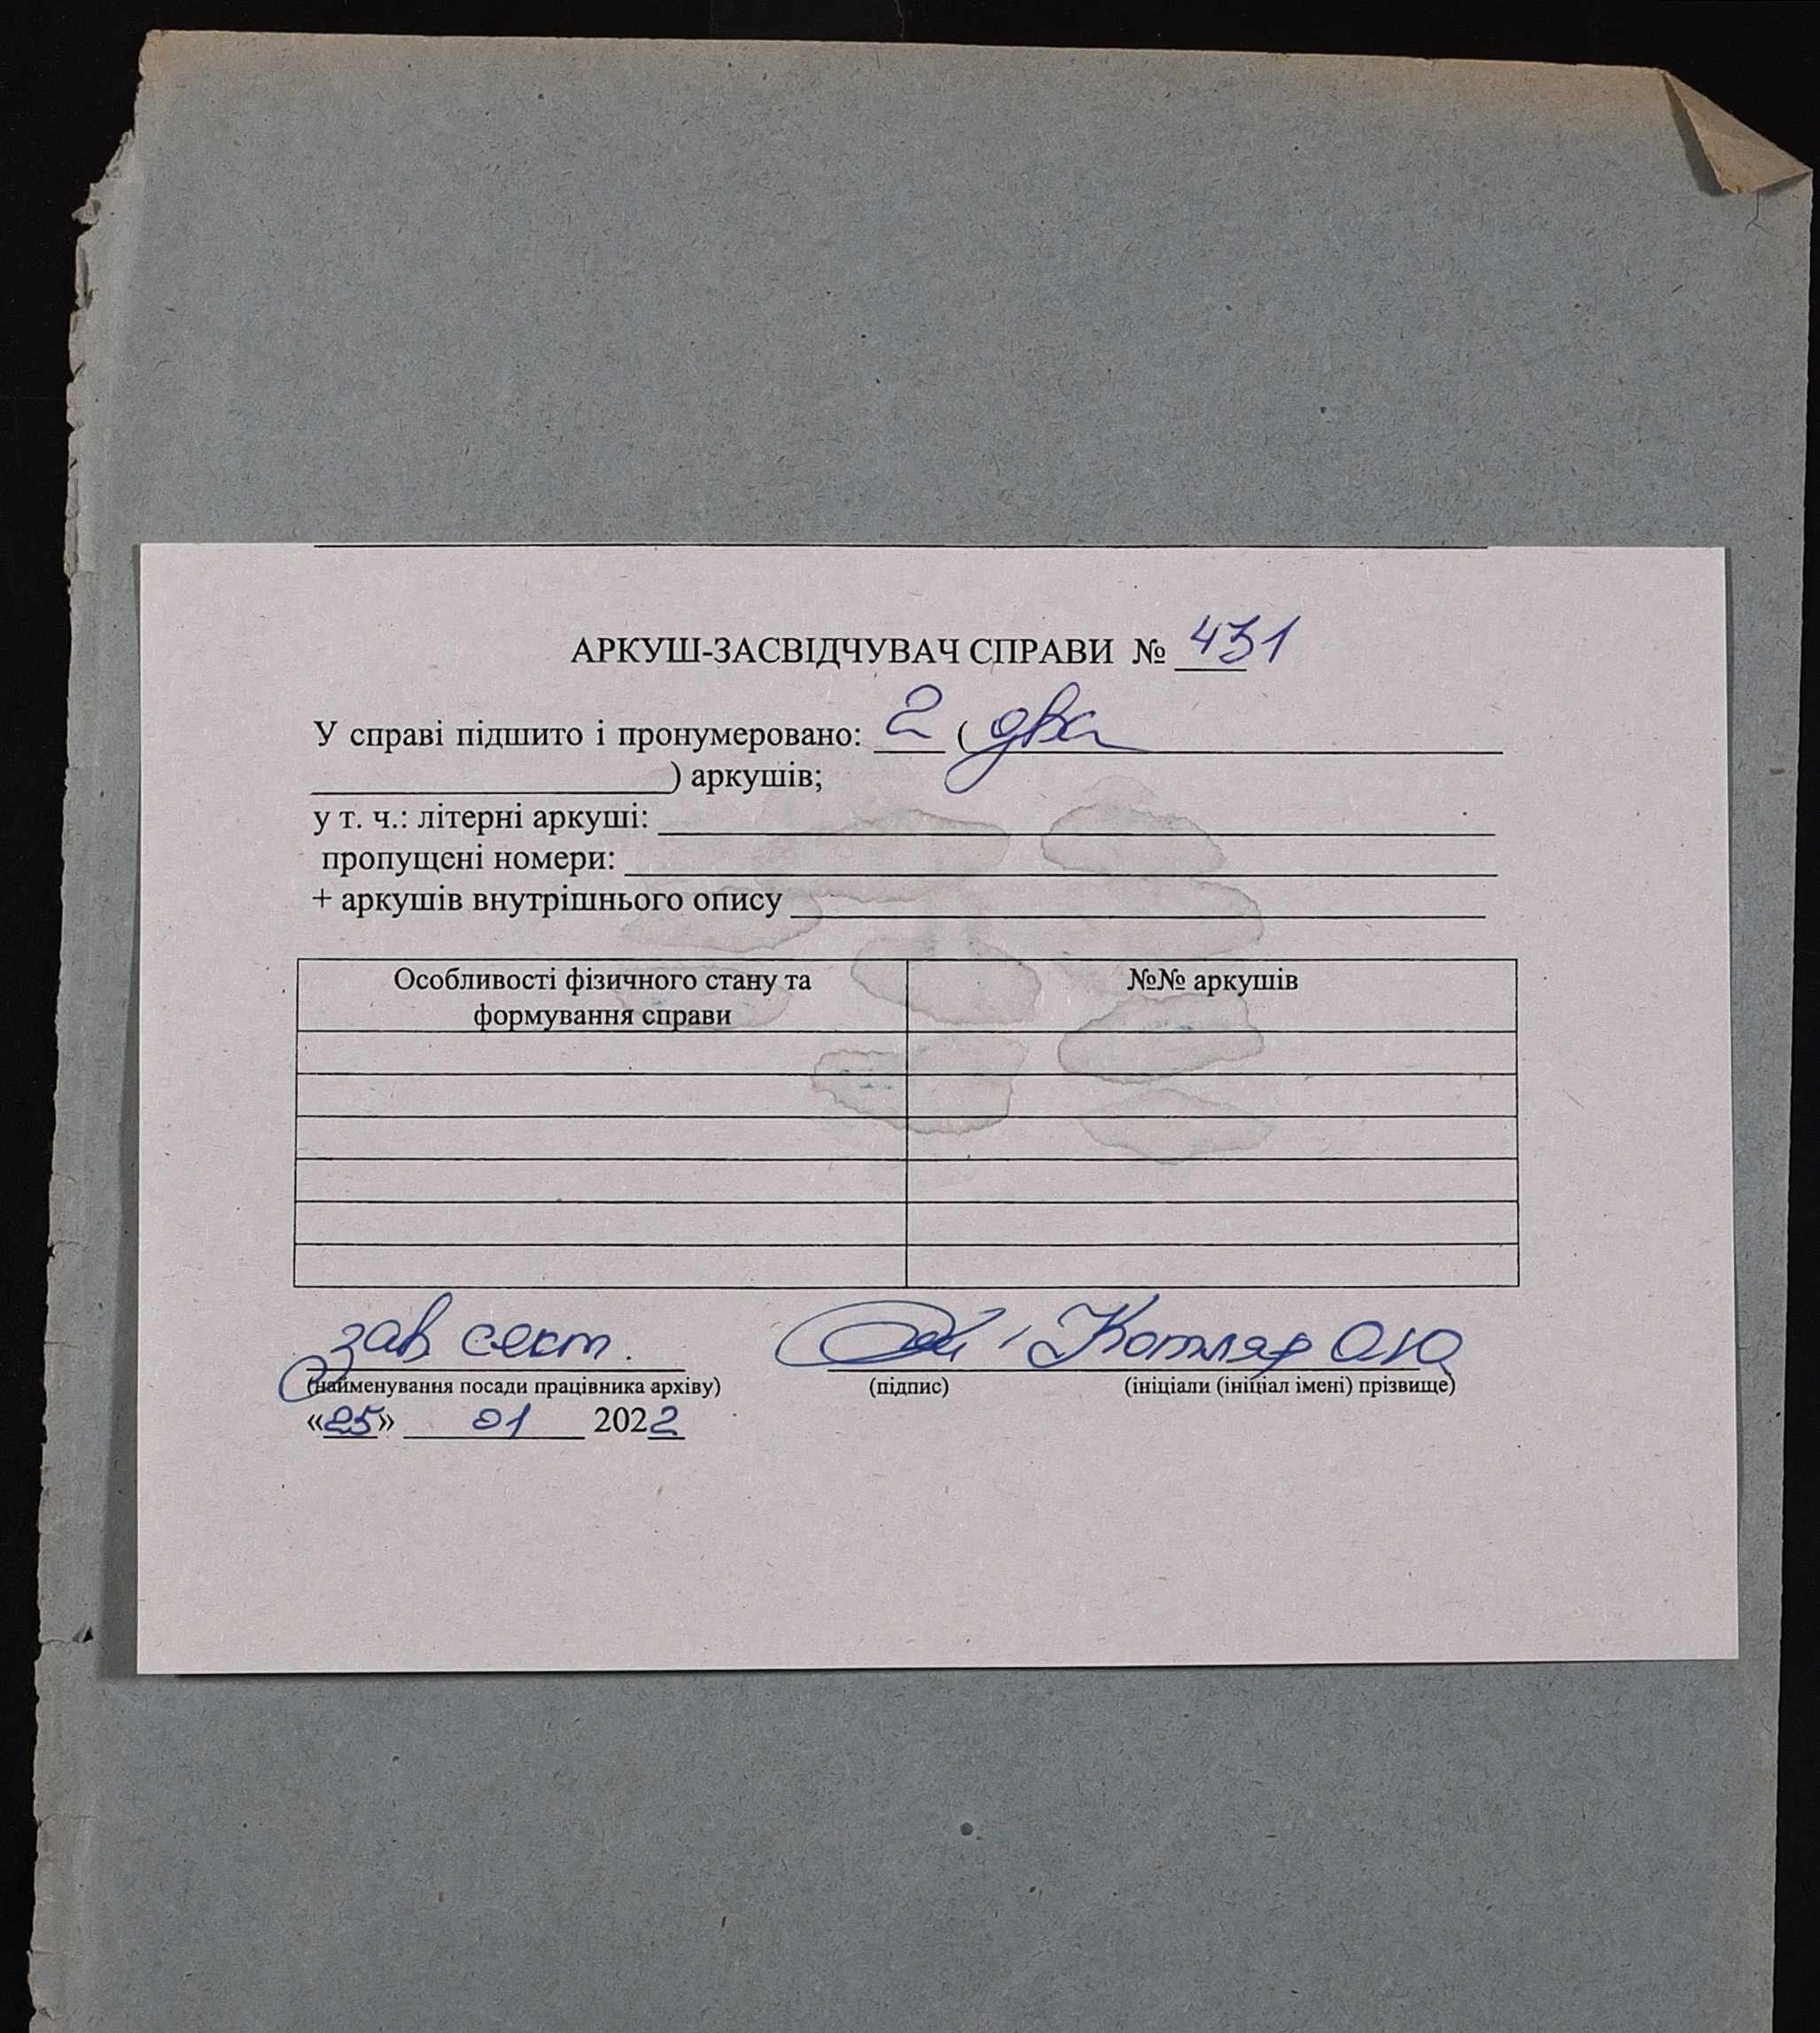 АРКУШ-ЗАСВІДЧУВАЧ СПРАВИ № 431
У справі підшито і пронумеровано: 2 (два
) аркушів;
у т. ч.: літерні аркуші:
пропущені номери:
+ аркушів внутрішнього опису
Особливості фізичного стану та формування справи
№№ аркушів
зав сект. Котляр О.Ю
(найменування посади працівника архіву) (підпис) (ініціали (ініціал імені) прізвище)
«25» 01 2022